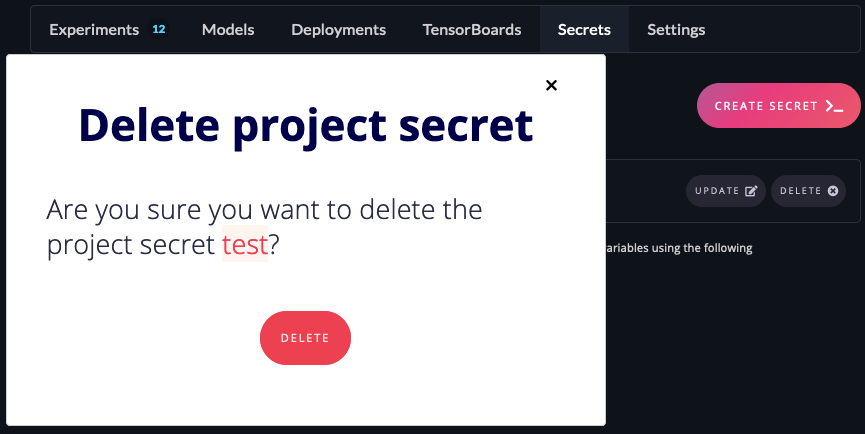 Experiments 12 Models Deployments TensorBoards Secrets Settings
CREATE SECRET
Delete project secret
UPDATE DELETE
Are you sure you want to delete the
project secret test?
ariables using the following
DELETE